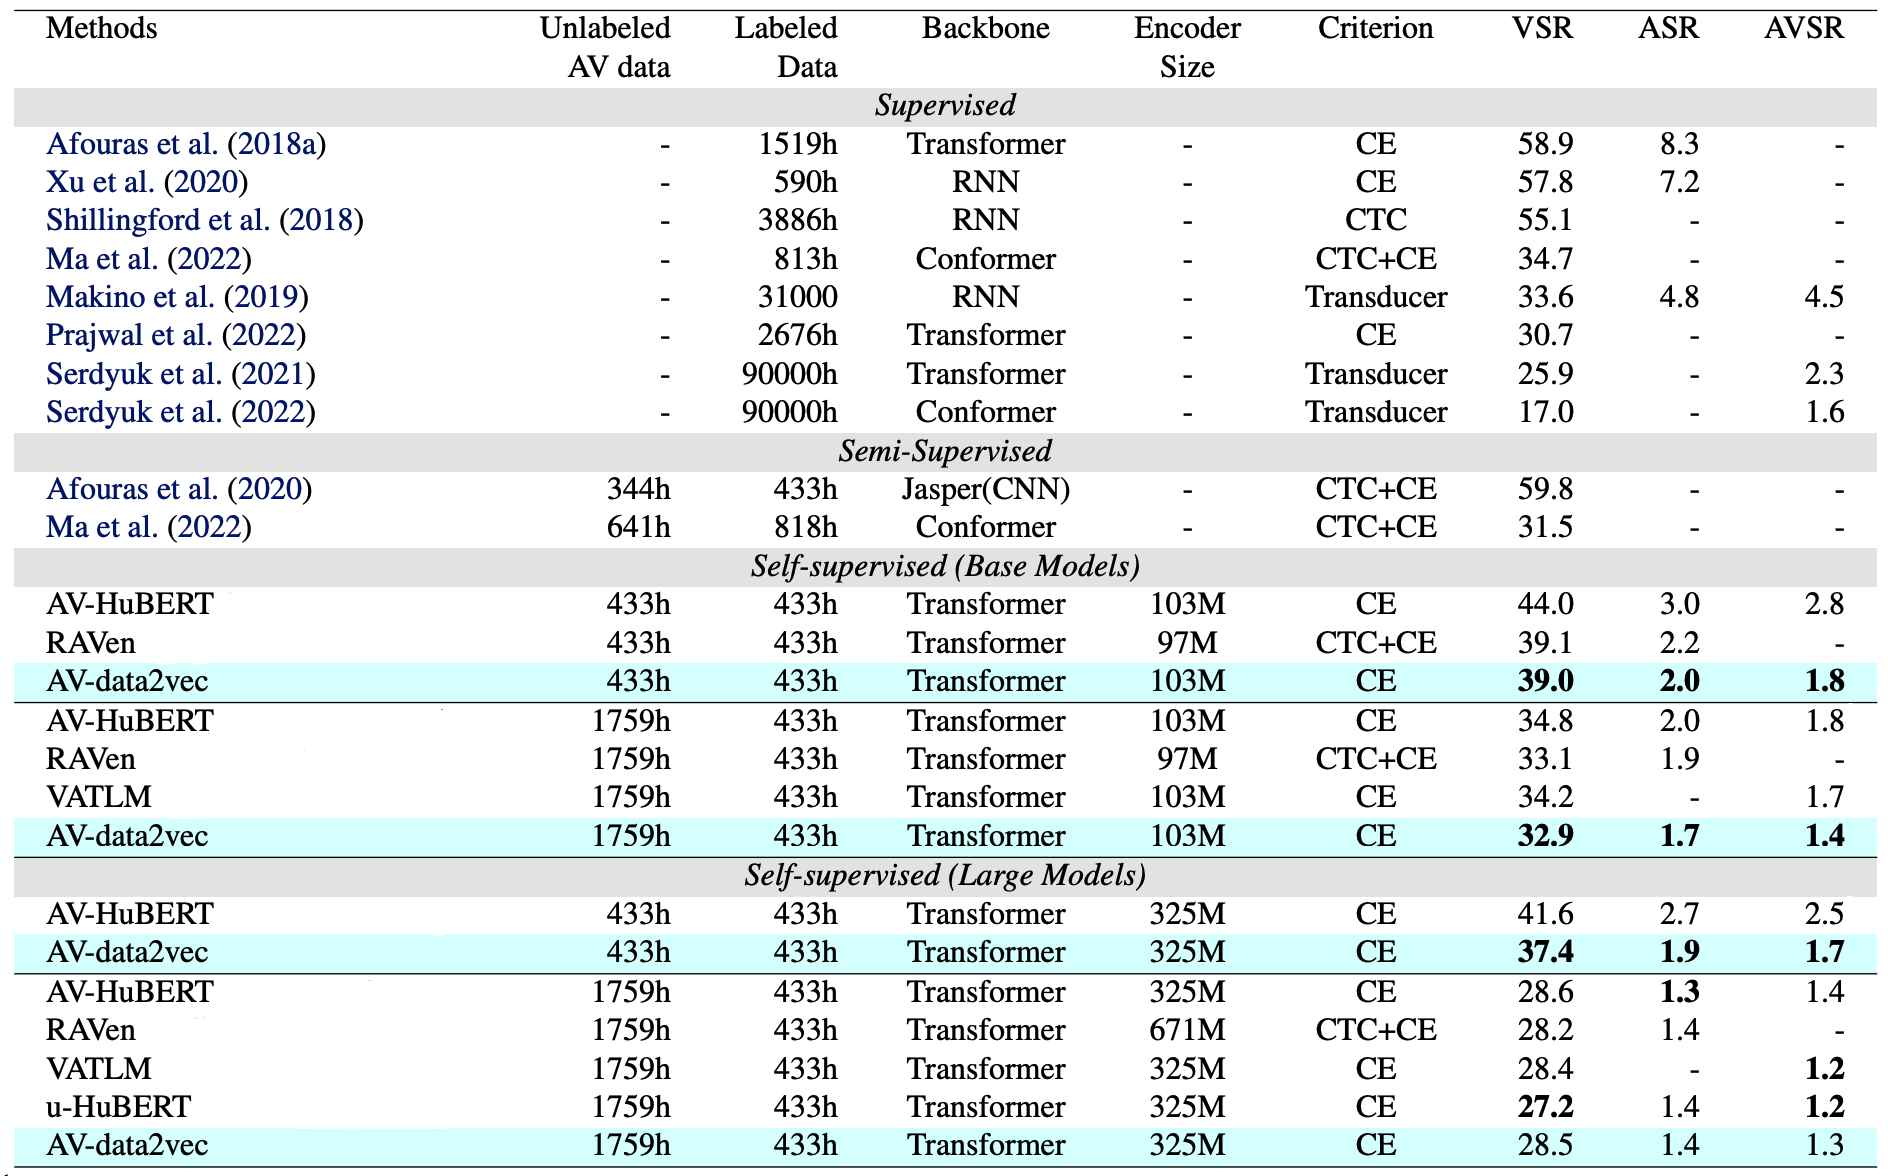 Methods Unlabeled Labeled Backbone Encoder Criterion VSR ASR AVSR
AV data Data Size
Supervised
Afouras et al. (2018a) - 1519h Transformer - CE 58.9 8.3 -
Xu et al. (2020) - 590h RNN - CE 57.8 7.2 -
Shillingford et al. (2018) - 3886h RNN - CTC 55.1 - -
Ma et al. (2022) - 813h Conformer - CTC+CE 34.7 - -
Makino et al. (2019) - 31000 RNN - Transducer 33.6 4.8 4.5
Prajwal et al. (2022) - 2676h Transformer - CE 30.7 - -
Serdyuk et al. (2021) - 90000h Transformer - Transducer 25.9 - 2.3
Serdyuk et al. (2022) - 90000h Conformer - Transducer 17.0 - 1.6
Semi-Supervised
Afouras et al. (2020) 344h 433h Jasper(CNN) - CTC+CE 59.8 - -
Ma et al. (2022) 641h 818h Conformer - CTC+CE 31.5 - -
Self-supervised (Base Models)
AV-HuBERT 433h 433h Transformer 103M CE 44.0 3.0 2.8
RAVen 433h 433h Transformer 97M CTC+CE 39.1 2.2 -
AV-data2vec 433h 433h Transformer 103M CE 39.0 2.0 1.8
AV-HuBERT 1759h 433h Transformer 103M CE 34.8 2.0 1.8
RAVen 1759h 433h Transformer 97M CTC+CE 33.1 1.9 -
VATLM 1759h 433h Transformer 103M CE 34.2 - 1.7
AV-data2vec 1759h 433h Transformer 103M CE 32.9 1.7 1.4
Self-supervised (Large Models)
AV-HuBERT 433h 433h Transformer 325M CE 41.6 2.7 2.5
AV-data2vec 433h 433h Transformer 325M CE 37.4 1.9 1.7
AV-HuBERT 1759h 433h Transformer 325M CE 28.6 1.3 1.4
RAVen 1759h 433h Transformer 671M CTC+CE 28.2 1.4 -
VATLM 1759h 433h Transformer 325M CE 28.4 - 1.2
u-HuBERT 1759h 433h Transformer 325M CE 27.2 1.4 1.2
AV-data2vec 1759h 433h Transformer 325M CE 28.5 1.4 1.3